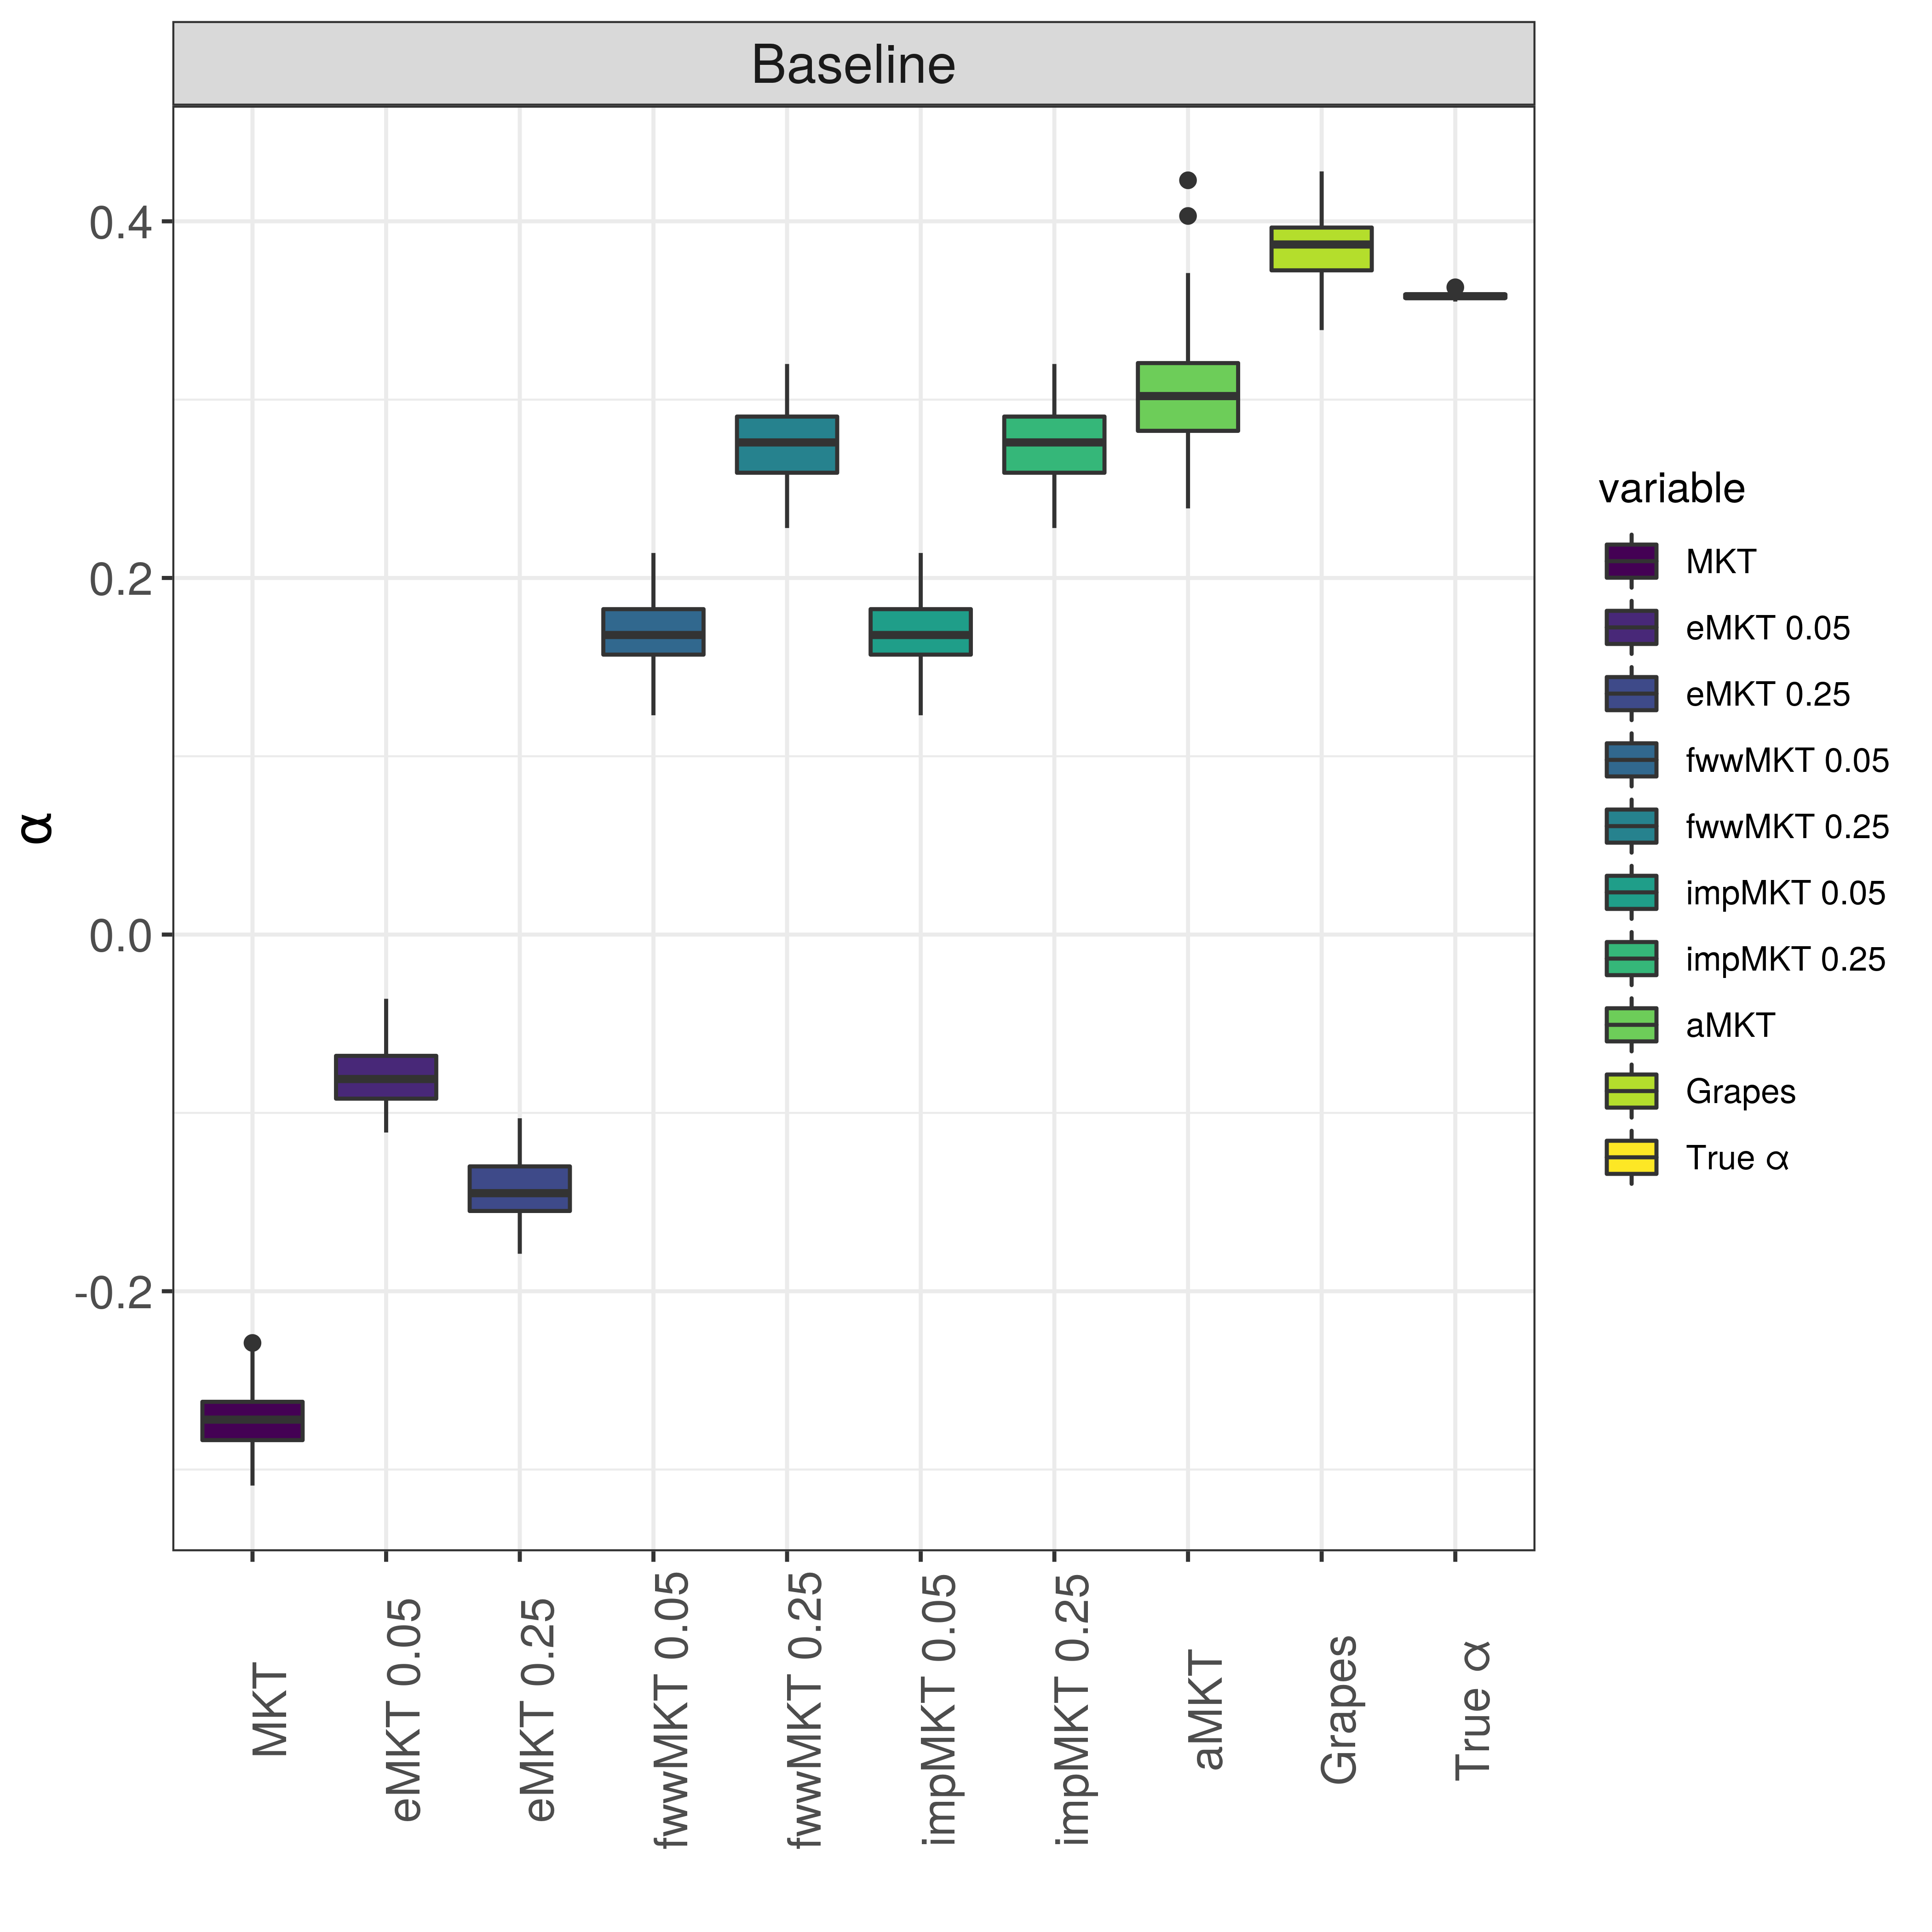 Baseline
α
0.4
0.2
0.0
-0.2
MKT
eMKT 0.05
eMKT 0.25
fwwMKT 0.05
fwwMKT 0.25
impMKT 0.05
impMKT 0.25
aMKT
Grapes
True α
variable
MKT
eMKT 0.05
eMKT 0.25
fwwMKT 0.05
fwwMKT 0.25
impMKT 0.05
impMKT 0.25
aMKT
Grapes
True α